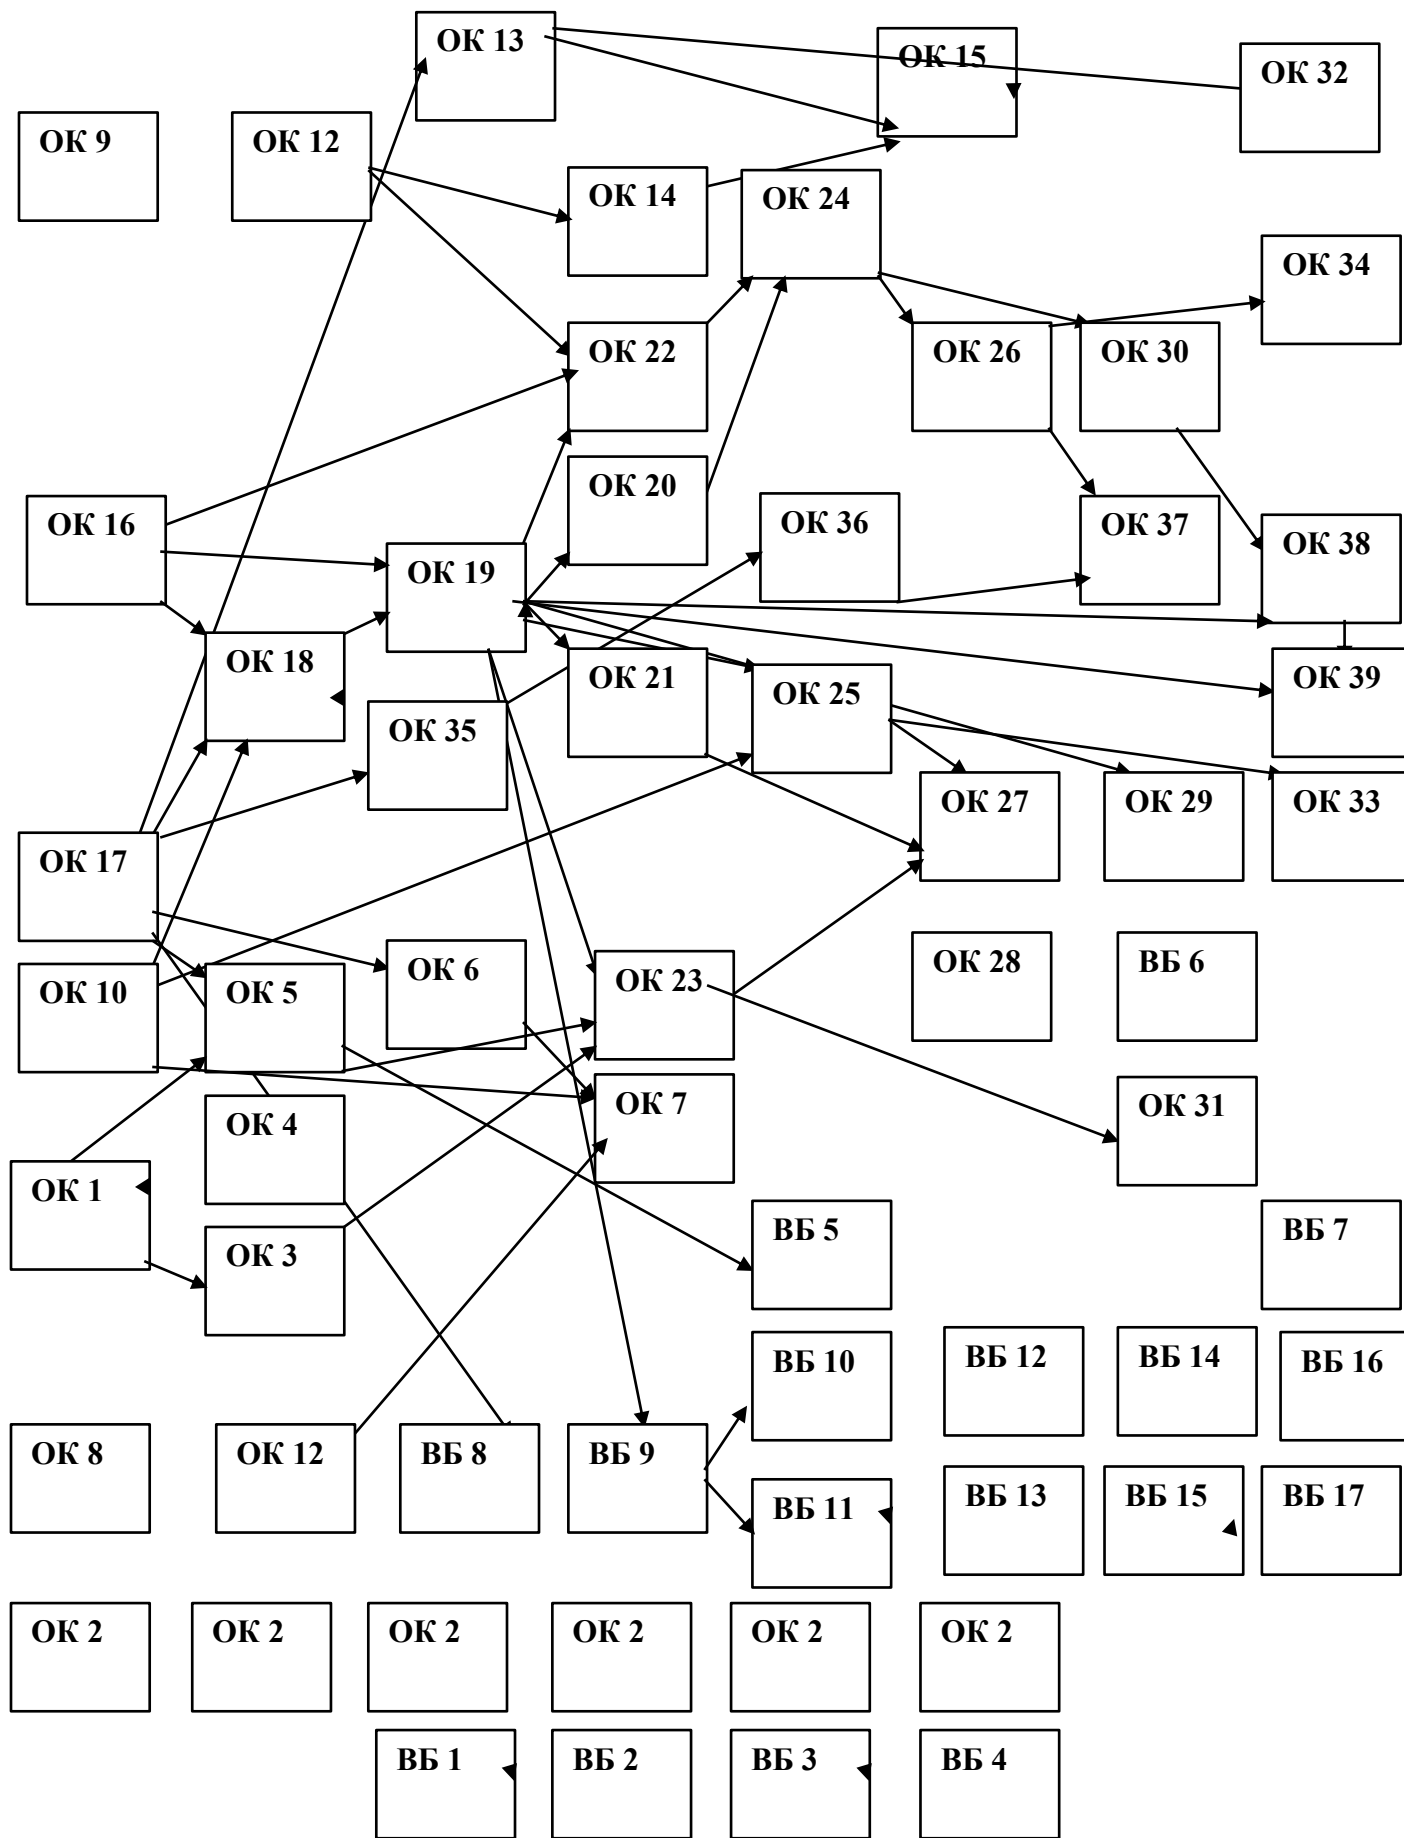 ОК 13
ОК 15
ОК 32
ОК 9
ОК 12
ОК 14
ОК 24
ОК 34
ОК 22
ОК 26
ОК 30
ОК 20
ОК 16
ОК 36
ОК 37
ОК 38
ОК 19
ОК 18
ОК 21
ОК 25
ОК 39
ОК 35
ОК 27
ОК 29
ОК 33
ОК 17
ОК 10
ОК 5
ОК 6
ОК 23
ОК 28
ВБ 6
ОК 4
ОК 7
ОК 31
ОК 1
ОК 3
ВБ 5
ВБ 7
ВБ 10
ВБ 12
ВБ 14
ВБ 16
ОК 8
ОК 12
ВБ 8
ВБ 9
ВБ 11
ВБ 13
ВБ 15
ВБ 17
ОК 2
ОК 2
ОК 2
ОК 2
ОК 2
ОК 2
ВБ 1
ВБ 2
ВБ 3
ВБ 4